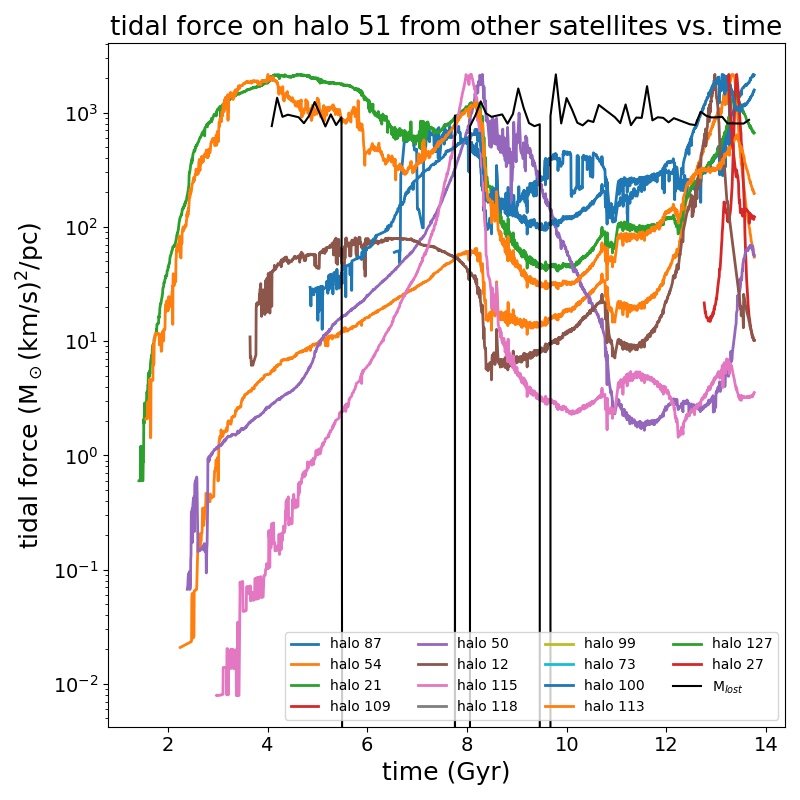 tidal force on halo 51 from other satellites vs. time
tidal force (M⊙(km/s)²/pc)
10³
10²
10¹
10⁰
10⁻¹
10⁻²
2 4 6 8 10 12 14
time (Gyr)
halo 87 halo 50 halo 99 halo 127
halo 54 halo 12 halo 73 halo 27
halo 21 halo 115 halo 100 M_lost
halo 109 halo 118 halo 113